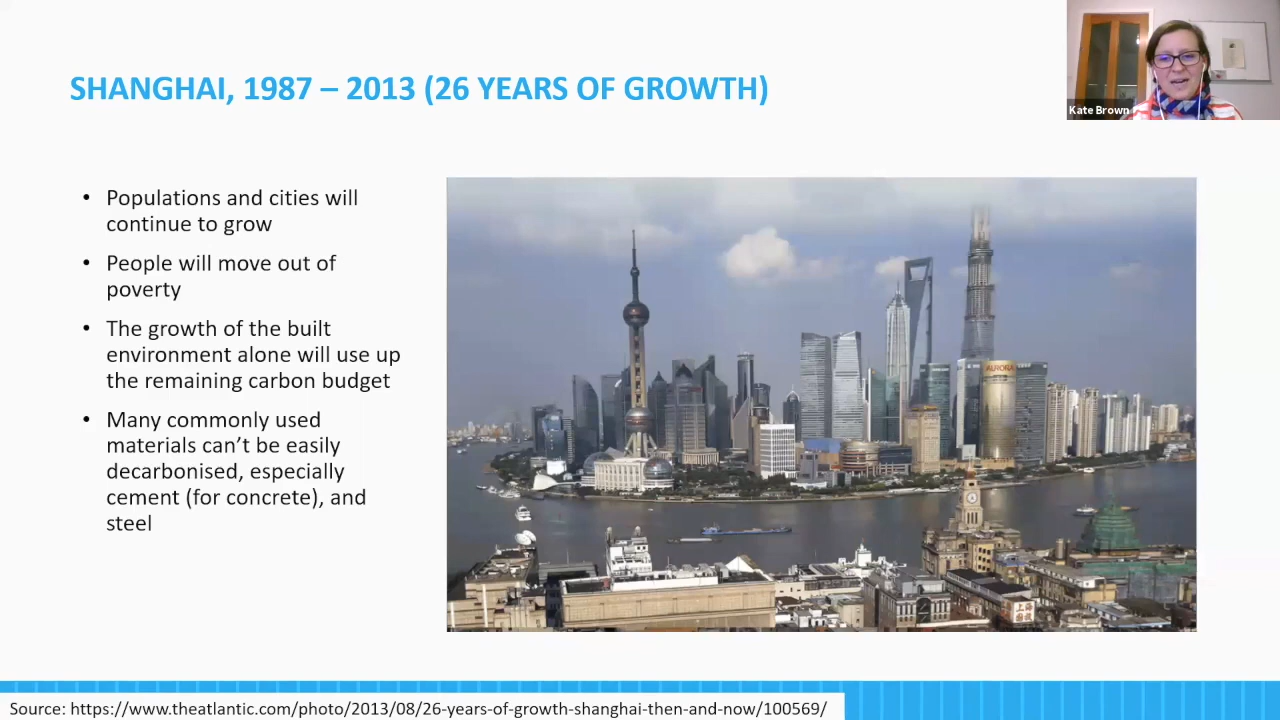 SHANGHAI, 1987 – 2013 (26 YEARS OF GROWTH)
Kate Brown
• Populations and cities will
continue to grow
• People will move out of
poverty
• The growth of the built
environment alone will use up
the remaining carbon budget
• Many commonly used
materials can’t be easily
decarbonised, especially
cement (for concrete), and
steel
AURORA
上海
Source: https://www.theatlantic.com/photo/2013/08/26-years-of-growth-shanghai-then-and-now/100569/